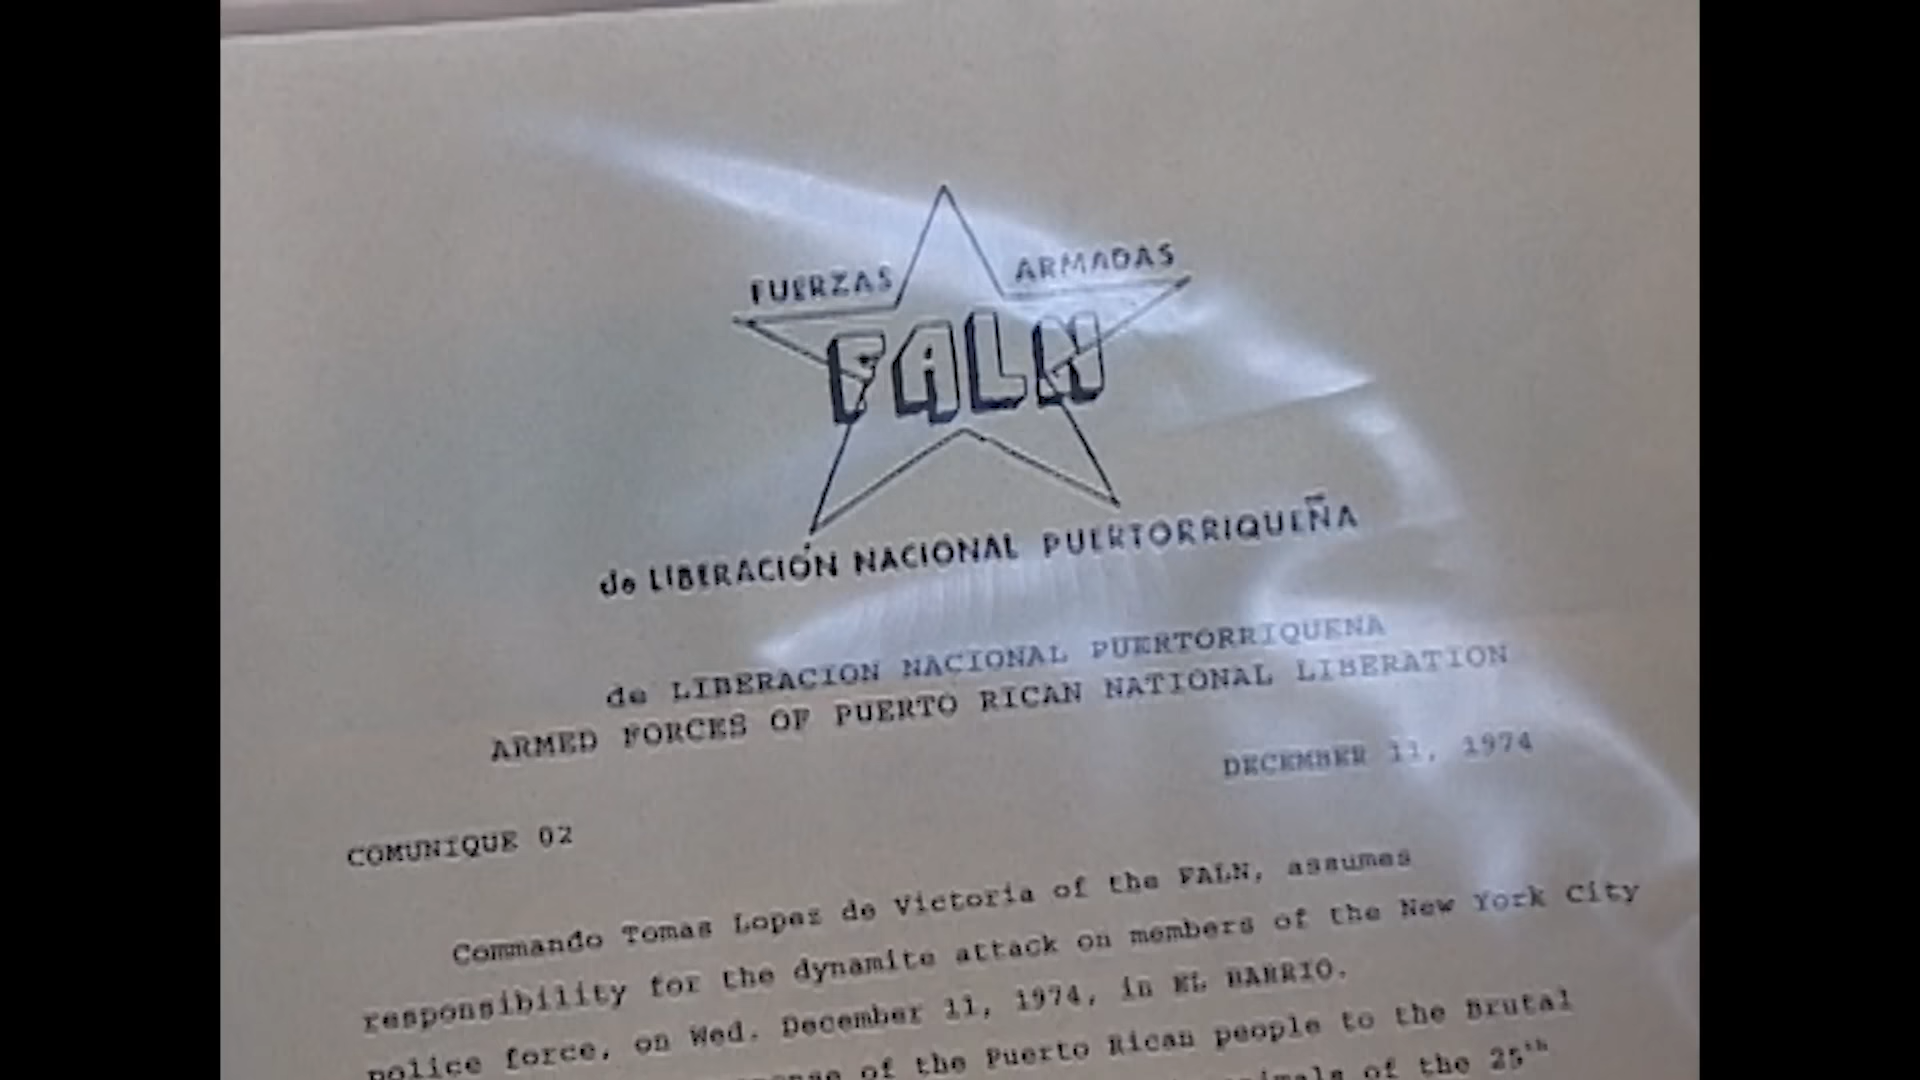 FUERZAS ARMADAS
FALN
de LIBERACIÓN NACIONAL PUERTORRIQUEÑA
de LIBERACION NACIONAL PUERTORRIQUENA
ARMED FORCES OF PUERTO RICAN NATIONAL LIBERATION
DECEMBER 11, 1974
COMUNIQUE 02
Commando Tomas Lopez de Victoria of the FALN, assumes
responsibility for the dynamite attack on members of the New York City
police force, on Wed. December 11, 1974, in EL BARRIO.
of the Puerto Rican people to the Brutal
of the 25th